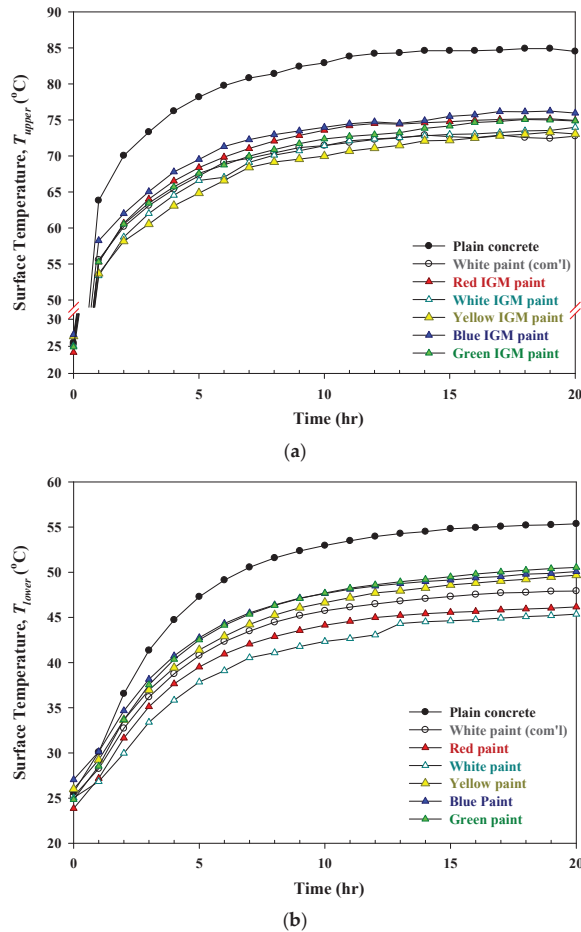 (a)
90
85
80
75
70
65
60
55
50
30
25
20
Surface Temperature, T_upper (°C)
Plain concrete
White paint (com'l)
Red IGM paint
White IGM paint
Yellow IGM paint
Blue IGM paint
Green IGM paint
0 5 10 15 20
Time (hr)
(a)
60
55
50
45
40
35
30
25
20
Surface Temperature, T_lower (°C)
Plain concrete
White paint (com'l)
Red paint
White paint
Yellow paint
Blue Paint
Green paint
0 5 10 15 20
Time (hr)
(b)